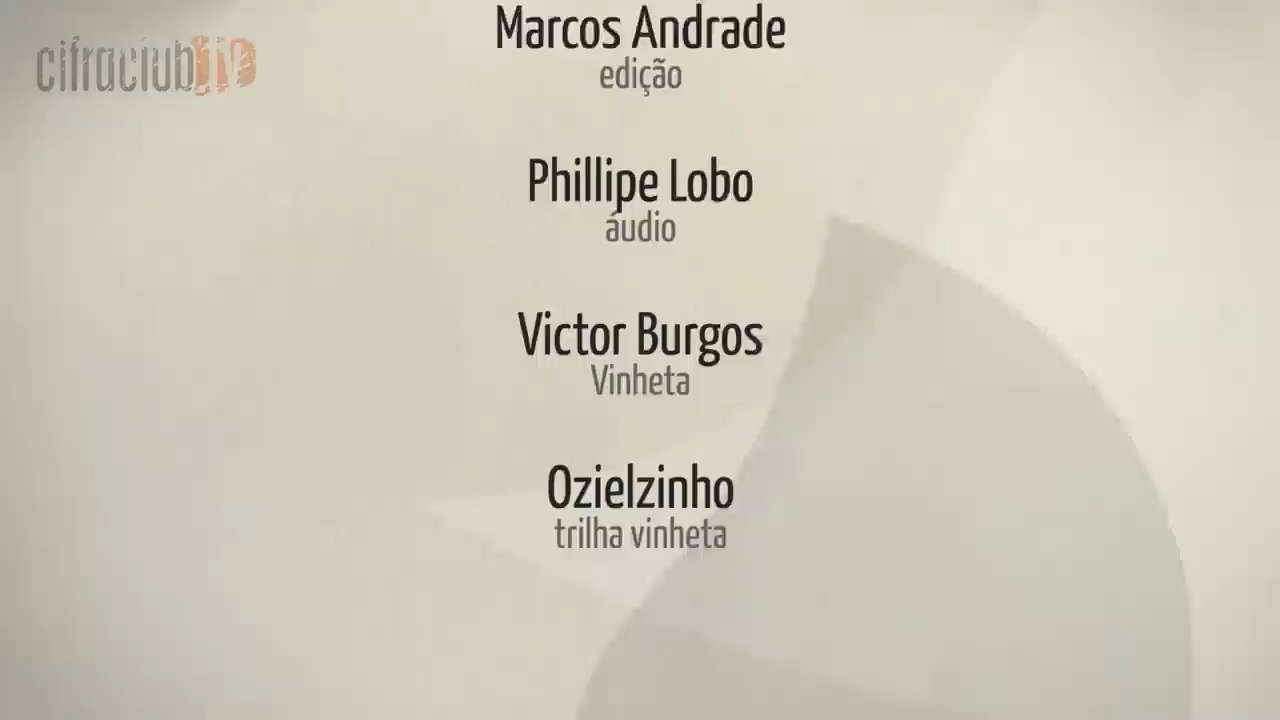 cifraclub TV
Marcos Andrade
edição
Phillipe Lobo
áudio
Victor Burgos
Vinheta
Ozielzinho
trilha vinheta